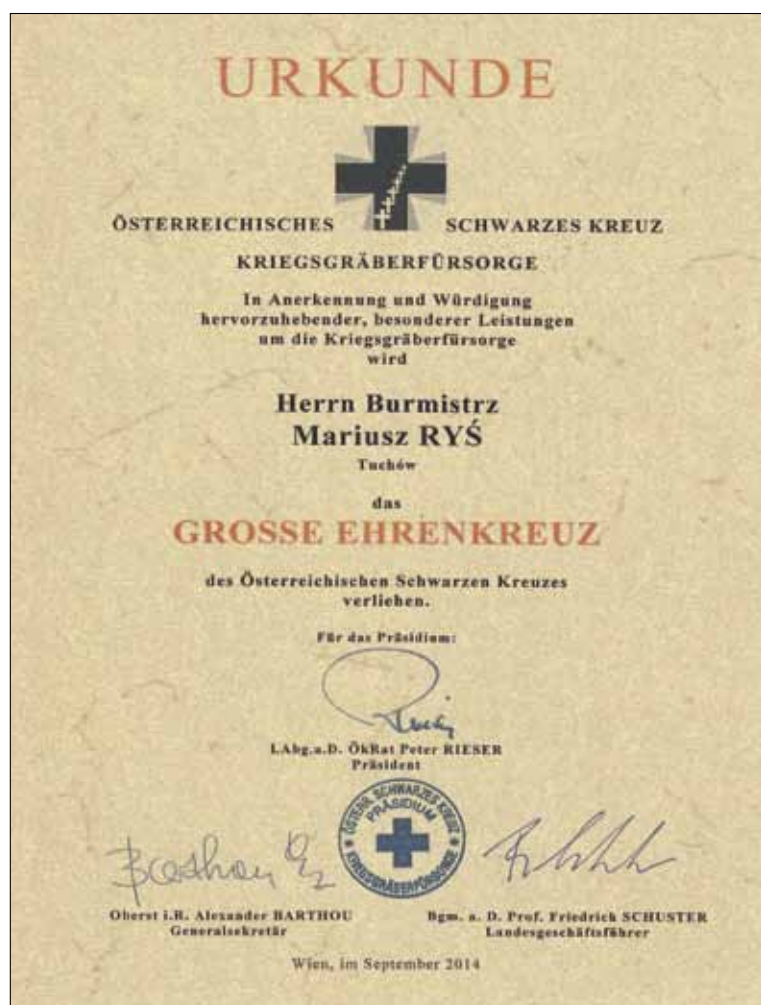 URKUNDE
ÖSTERREICHISCHES SCHWARZES KREUZ
KRIEGSGRÄBERFÜRSORGE
In Anerkennung und Würdigung
hervorzuhebender, besonderer Leistungen
um die Kriegsgräberfürsorge
wird
Herrn Burmistrz
Mariusz RYŚ
Tuchów
das
GROSSE EHRENKREUZ
des Österreichischen Schwarzen Kreuzes
verliehen.
Für das Präsidium:
LAbg.a.D. ÖkRat Peter RIESER
Präsident
ÖSTERR. SCHWARZES KREUZ
PRÄSIDIUM
KRIEGSGRÄBERFÜRSORGE
Oberst i.R. Alexander BARTHOU
Generalsekretär
Bgm. a. D. Prof. Friedrich SCHUSTER
Landesgeschäftsführer
Wien, im September 2014